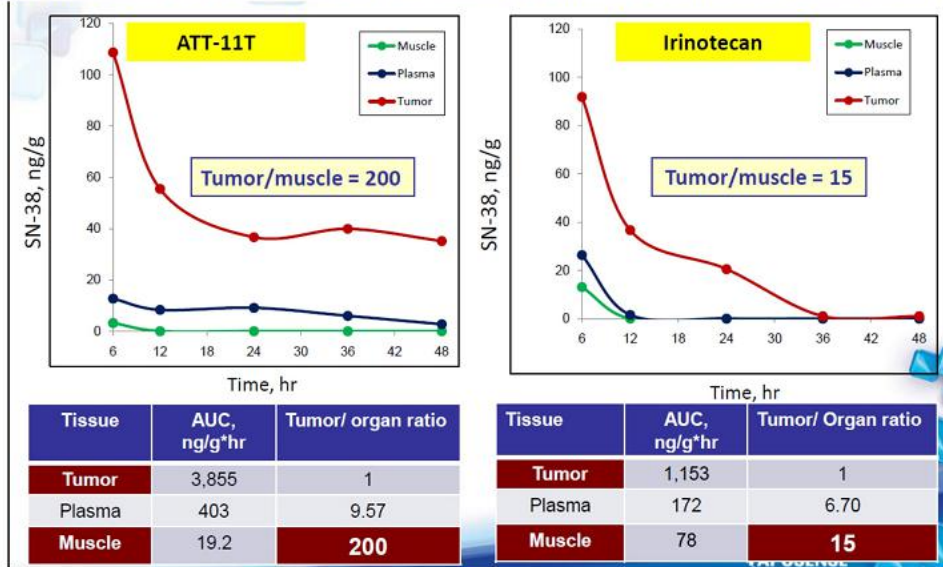 ATT-11T
Muscle
Plasma
Tumor
Tumor/muscle = 200
SN-38, ng/g
120
100
80
60
40
20
0
6 12 18 24 30 36 42 48
Time, hr
Irinotecan
Muscle
Plasma
Tumor
Tumor/muscle = 15
SN-38, ng/g
120
100
80
60
40
20
0
6 12 18 24 30 36 42 48
Time, hr
Tissue AUC, ng/g*hr Tumor/ organ ratio
Tumor 3,855 1
Plasma 403 9.57
Muscle 19.2 200
Tissue AUC, ng/g*hr Tumor/ Organ ratio
Tumor 1,153 1
Plasma 172 6.70
Muscle 78 15